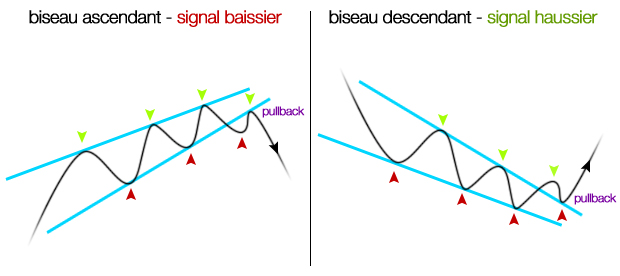 biseau ascendant - signal baissier
biseau descendant - signal haussier
pullback
pullback